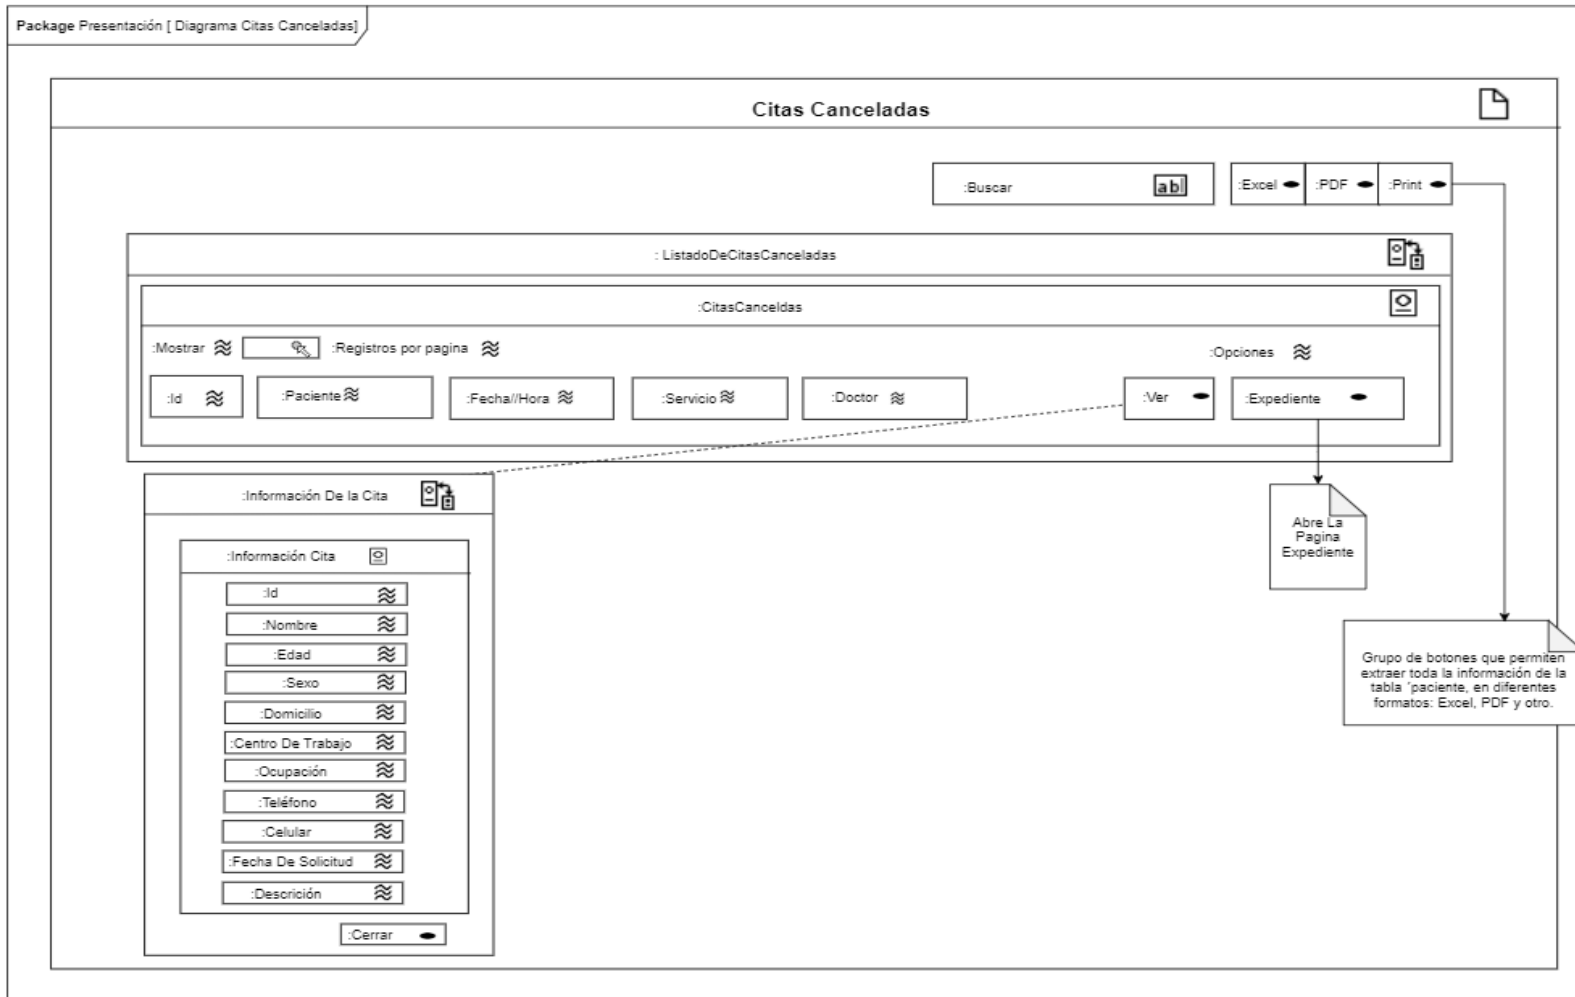 Package Presentación [ Diagrama Citas Canceladas]
Citas Canceladas
:Buscar
ab
:Excel
:PDF
:Print
: ListadoDeCitasCanceladas
:CitasCanceldas
:Mostrar
:Registros por pagina
:Opciones
:Id
:Paciente
:Fecha//Hora
:Servicio
:Doctor
:Ver
:Expediente
:Información De la Cita
Abre La
Pagina
Expediente
:Información Cita
:Id
:Nombre
:Edad
:Sexo
:Domicilio
:Centro De Trabajo
:Ocupación
:Teléfono
:Celular
:Fecha De Solicitud
:Descrición
:Cerrar
Grupo de botones que permiten
extraer toda la información de la
tabla ´paciente, en diferentes
formatos: Excel, PDF y otro.